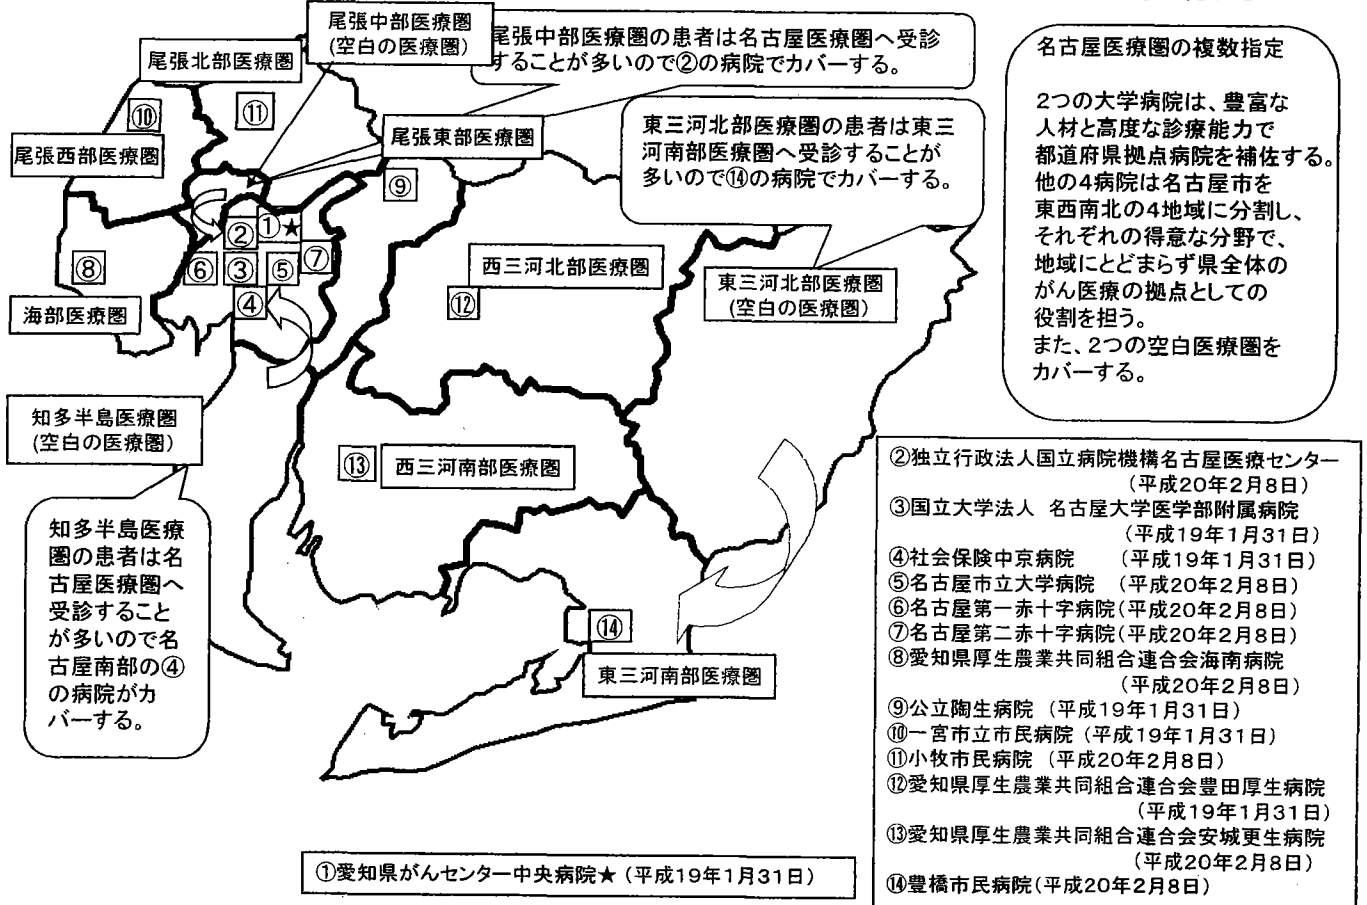 尾張中部医療圏
(空白の医療圏)
尾張中部医療圏の患者は名古屋医療圏へ受診
することが多いので②の病院でカバーする。
尾張北部医療圏
⑩
⑪
尾張西部医療圏
尾張東部医療圏
⑨
東三河北部医療圏の患者は東三
河南部医療圏へ受診することが
多いので⑭の病院でカバーする。
名古屋医療圏の複数指定
2つの大学病院は、豊富な
人材と高度な診療能力で
都道府県拠点病院を補佐する。
他の4病院は名古屋市を
東西南北の4地域に分割し、
それぞれの得意な分野で、
地域にとどまらず県全体の
がん医療の拠点としての
役割を担う。
また、2つの空白医療圏を
カバーする。
①★
②
⑧
⑥
③
⑤
⑦
④
海部医療圏
西三河北部医療圏
⑫
東三河北部医療圏
(空白の医療圏)
知多半島医療圏
(空白の医療圏)
知多半島医療
圏の患者は名
古屋医療圏へ
受診すること
が多いので名
古屋南部の④
の病院がカ
バーする。
⑬
西三河南部医療圏
⑭
東三河南部医療圏
②独立行政法人国立病院機構名古屋医療センター
(平成20年2月8日)
③国立大学法人 名古屋大学医学部附属病院
(平成19年1月31日)
④社会保険中京病院 (平成19年1月31日)
⑤名古屋市立大学病院 (平成20年2月8日)
⑥名古屋第一赤十字病院(平成20年2月8日)
⑦名古屋第二赤十字病院(平成20年2月8日)
⑧愛知県厚生農業共同組合連合会海南病院
(平成20年2月8日)
⑨公立陶生病院 (平成19年1月31日)
⑩一宮市立市民病院 (平成19年1月31日)
⑪小牧市民病院 (平成20年2月8日)
⑫愛知県厚生農業共同組合連合会豊田厚生病院
(平成19年1月31日)
⑬愛知県厚生農業共同組合連合会安城更生病院
(平成20年2月8日)
⑭豊橋市民病院(平成20年2月8日)
①愛知県がんセンター中央病院★(平成19年1月31日)